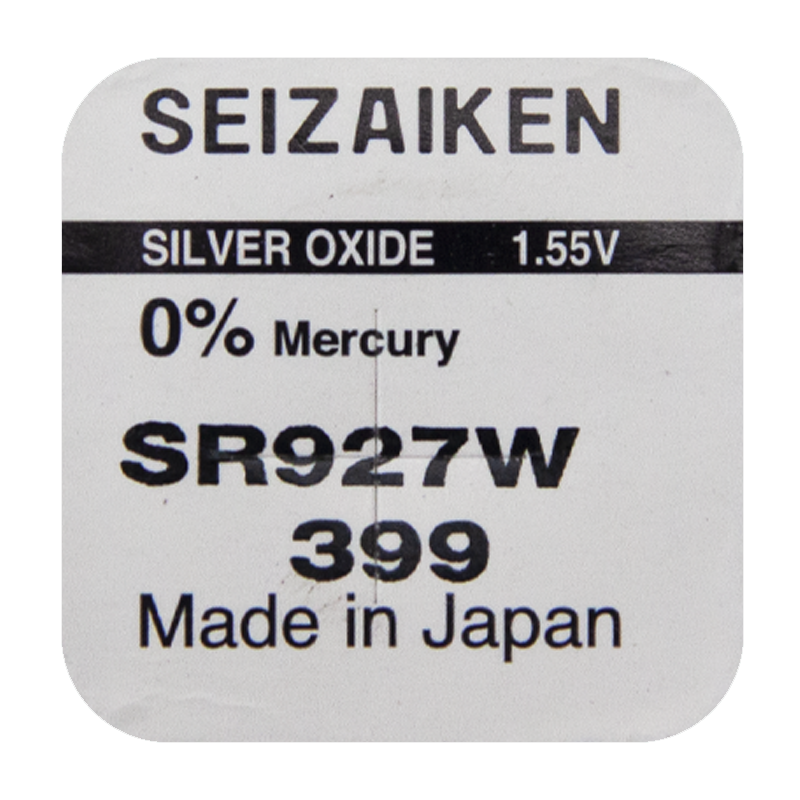 SEIZAIKEN
SILVER OXIDE 1.55V
0% Mercury
SR927W
399
Made in Japan